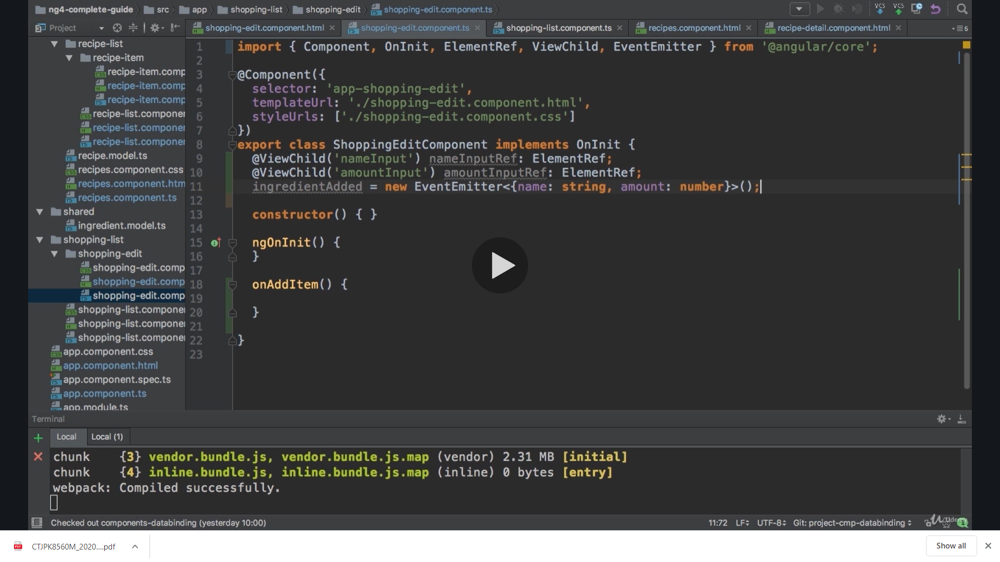 ng4-complete-guide src app shopping-list shopping-edit shopping-edit.component.ts
VCS VCS
Project
shopping-edit.component.html shopping-edit.component.ts shopping-list.component.ts recipes.component.html recipe-detail.component.html 5
recipe-list
recipe-item
recipe-item.comp
recipe-item.comp
recipe-item.comp
recipe-list.componen
recipe-list.componen
recipe-list.componen
recipe.model.ts
recipes.component.css
recipes.component.htm
recipes.component.ts
shared
ingredient.model.ts
shopping-list
shopping-edit
shopping-edit.comp
shopping-edit.comp
shopping-edit.comp
shopping-list.componen
shopping-list.componen
shopping-list.componen
app.component.css
app.component.html
app.component.spec.ts
app.component.ts
app.module.ts
1 import { Component, OnInit, ElementRef, ViewChild, EventEmitter } from '@angular/core';
2
3 @Component({
4 selector: 'app-shopping-edit',
5 templateUrl: './shopping-edit.component.html',
6 styleUrls: ['./shopping-edit.component.css']
7 })
8 export class ShoppingEditComponent implements OnInit {
9 @ViewChild('nameInput') nameInputRef: ElementRef;
10 @ViewChild('amountInput') amountInputRef: ElementRef;
11 ingredientAdded = new EventEmitter<{name: string, amount: number}>();
12
13 constructor() { }
14
15 ngOnInit() {
16 }
17
18 onAddItem() {
19
20 }
21
22 }
23
Terminal
Local Local (1)
chunk {3} vendor.bundle.js, vendor.bundle.js.map (vendor) 2.31 MB [initial]
chunk {4} inline.bundle.js, inline.bundle.js.map (inline) 0 bytes [entry]
webpack: Compiled successfully.
Checked out components-databinding (yesterday 10:00) 11:72 LF UTF-8 Git: project-cmp-databinding
Udemy
CTJPK8560M_2020....pdf Show all